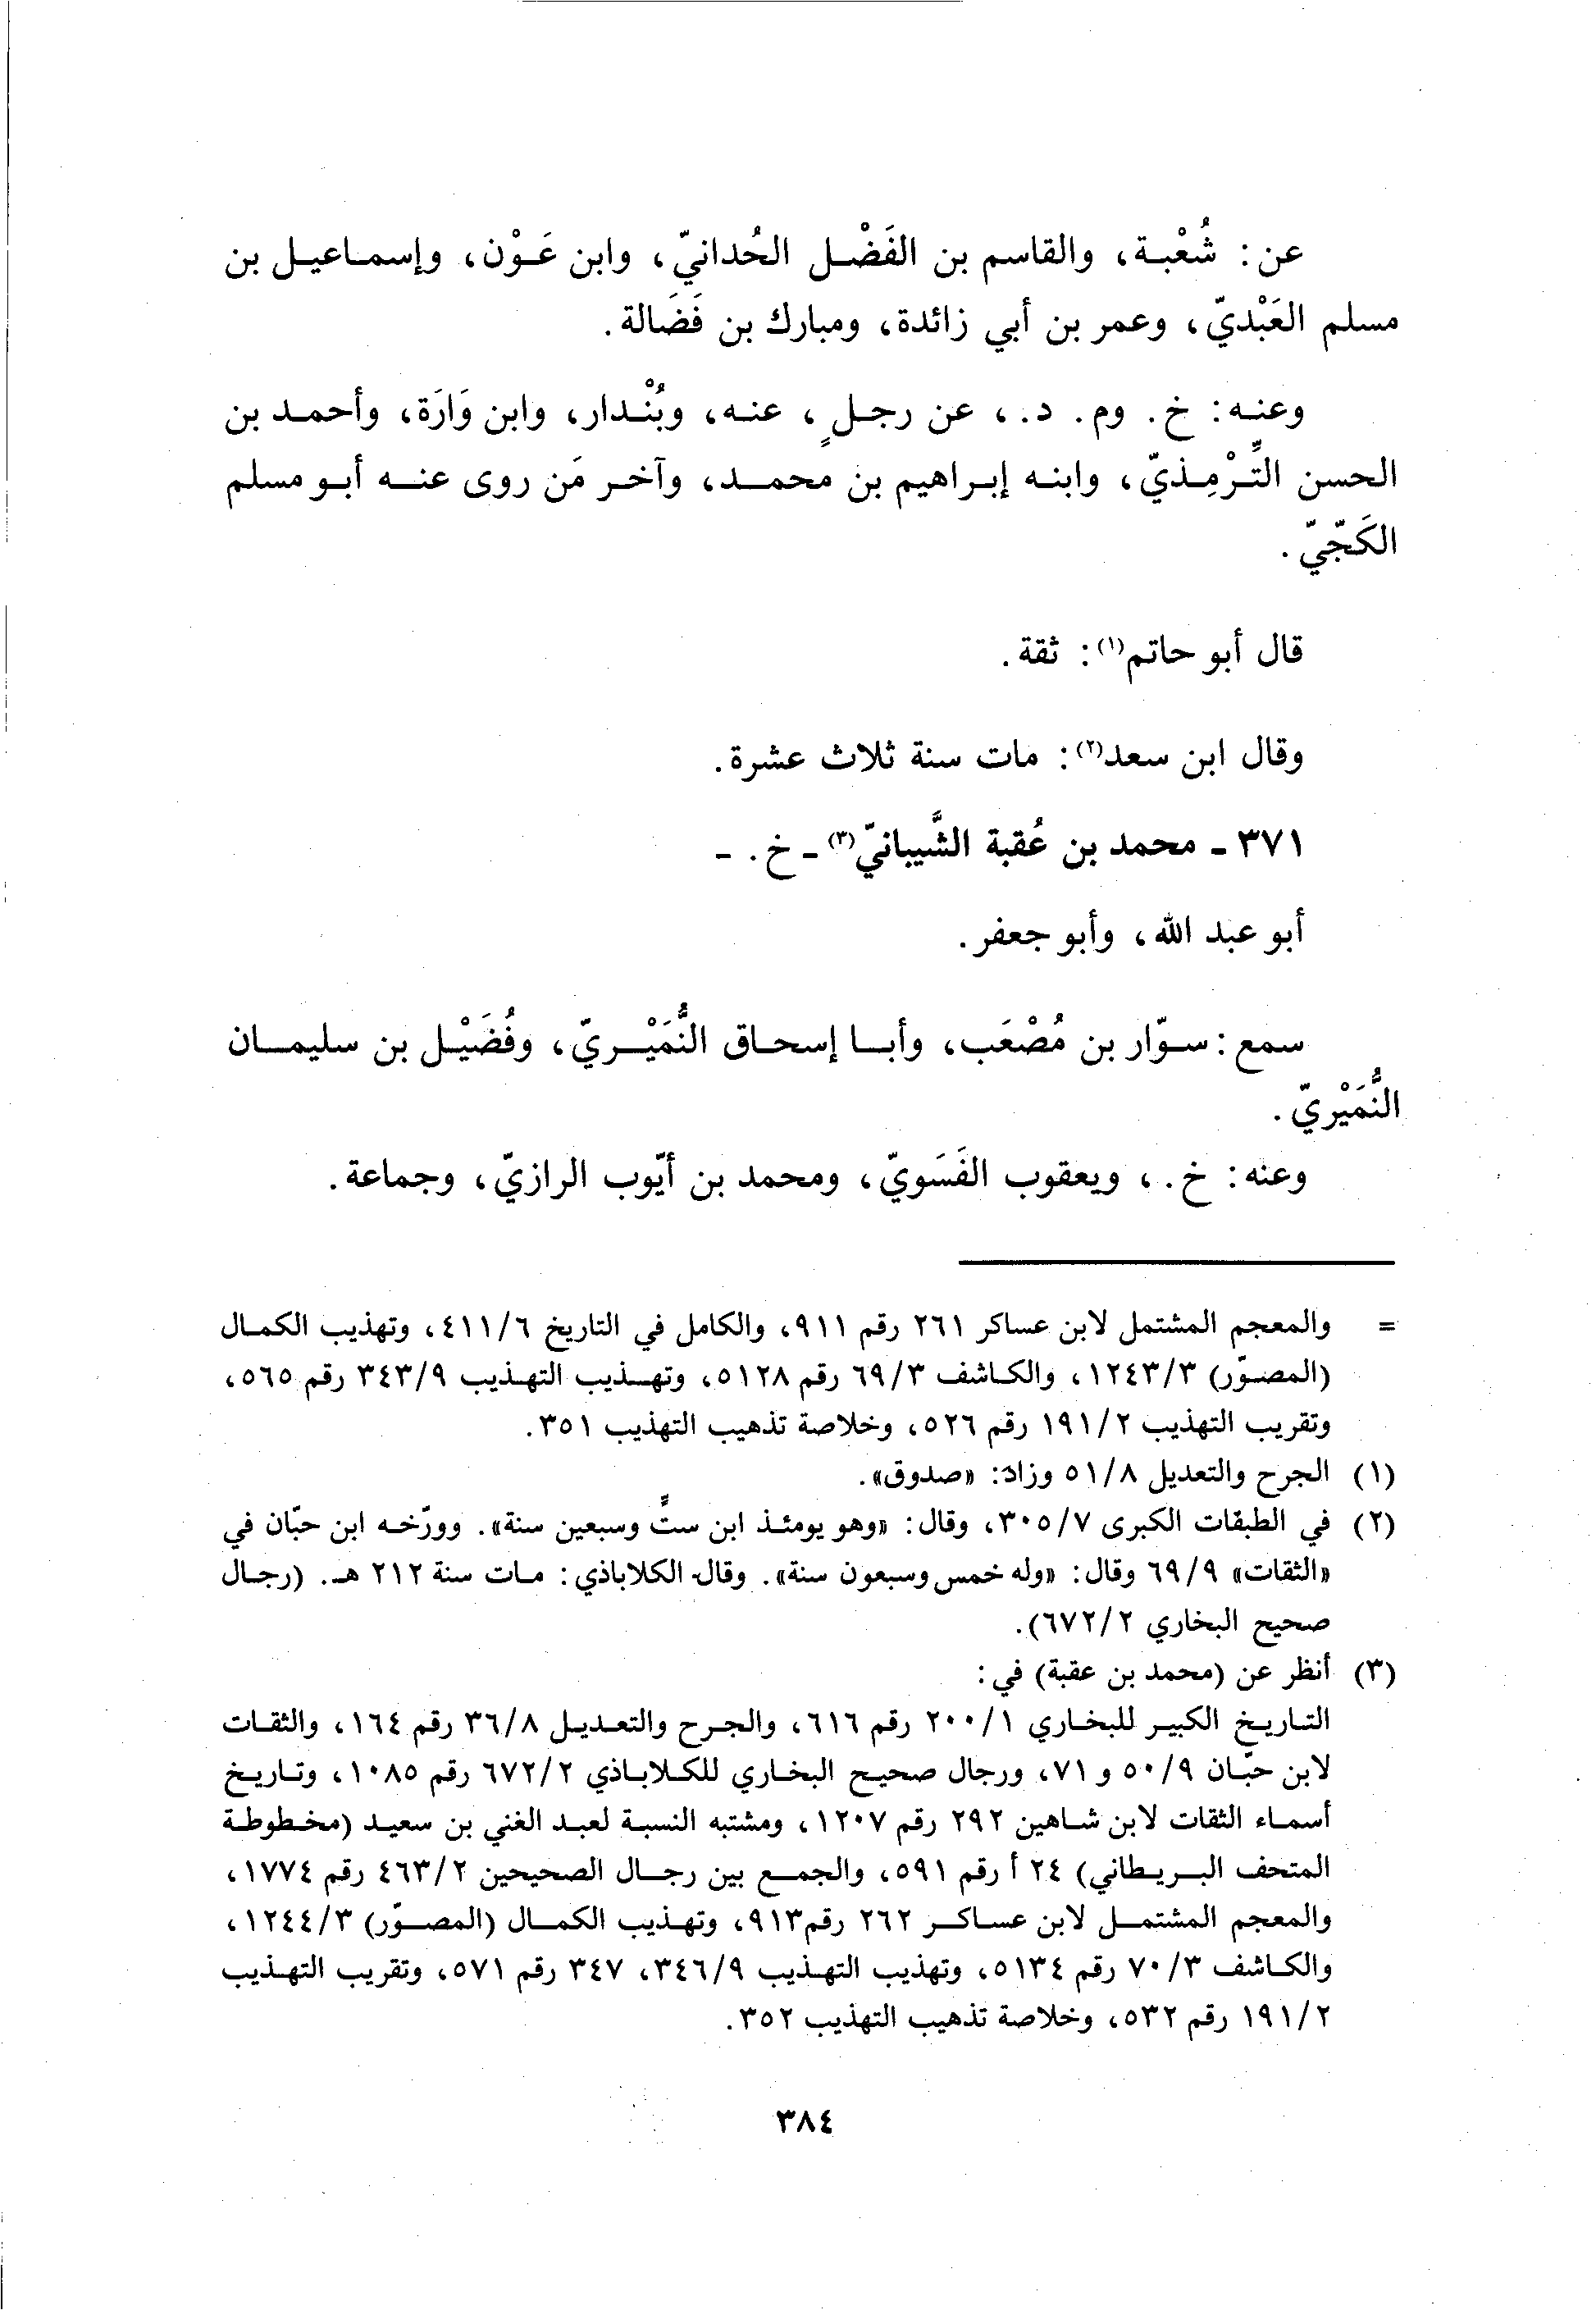 عن: شُعْبة، والقاسم بن الفَضْل الحُدانيّ، وابن عَوْن، وإسماعيل بن
مسلم العَبْديّ، وعمر بن أبي زائدة، ومبارك بن فَضَالة.
وعنه: خ. وم. د.، عن رجلٍ، عنه، وبُنْدار، وابن وَارَة، وأحمد بن
الحسن التِّرْمِذيّ، وابنه إبراهيم بن محمد، وآخر مَن روى عنه أبو مسلم
الكَجّيّ.
قال أبو حاتم(١): ثقة.
وقال ابن سعد(٢): مات سنة ثلاث عشرة.
٣٧١ - محمد بن عُقبة الشَّيبانيّ(٣) - خ. -
أبو عبد الله، وأبو جعفر.
سمع: سوّار بن مُصْعَب، وأبا إسحاق النُّمَيْريّ، وفُضَيْل بن سليمان
النُّمَيْريّ.
وعنه: خ.، ويعقوب الفَسَويّ، ومحمد بن أيّوب الرازيّ، وجماعة.
= والمعجم المشتمل لابن عساكر ٢٦١ رقم ٩١١، والكامل في التاريخ ٤١١/٦، وتهذيب الكمال
(المصوّر) ١٢٤٣/٣، والكاشف ٦٩/٣ رقم ٥١٢٨، وتهذيب التهذيب ٣٤٣/٩ رقم ٥٦٥،
وتقريب التهذيب ١٩١/٢ رقم ٥٢٦، وخلاصة تذهيب التهذيب ٣٥١.
(١) الجرح والتعديل ٥١/٨ وزاد: «صدوق».
(٢) في الطبقات الكبرى ٣٠٥/٧، وقال: «وهو يومئذ ابن ستٍّ وسبعين سنة». وورّخه ابن حبّان في
«الثقات» ٦٩/٩ وقال: «وله خمس وسبعون سنة». وقال الكلاباذي: مات سنة ٢١٢ هـ. (رجال
صحيح البخاري ٦٧٢/٢).
(٣) أنظر عن (محمد بن عقبة) في:
التاريخ الكبير للبخاري ٢٠٠/١ رقم ٦١٦، والجرح والتعديل ٣٦/٨ رقم ١٦٤، والثقات
لابن حبّان ٥٠/٩ و ٧١، ورجال صحيح البخاري للكلاباذي ٦٧٢/٢ رقم ١٠٨٥، وتاريخ
أسماء الثقات لابن شاهين ٢٩٢ رقم ١٢٠٧، ومشتبه النسبة لعبد الغني بن سعيد (مخطوطة
المتحف البريطاني) ٢٤ أ رقم ٥٩١، والجمع بين رجال الصحيحين ٤٦٣/٢ رقم ١٧٧٤،
والمعجم المشتمل لابن عساكر ٢٦٢ رقم ٩١٣، وتهذيب الكمال (المصوّر) ١٢٤٤/٣،
والكاشف ٧٠/٣ رقم ٥١٣٤، وتهذيب التهذيب ٣٤٦/٩، ٣٤٧ رقم ٥٧١، وتقريب التهذيب
١٩١/٢ رقم ٥٣٢، وخلاصة تذهيب التهذيب ٣٥٢.
٣٨٤